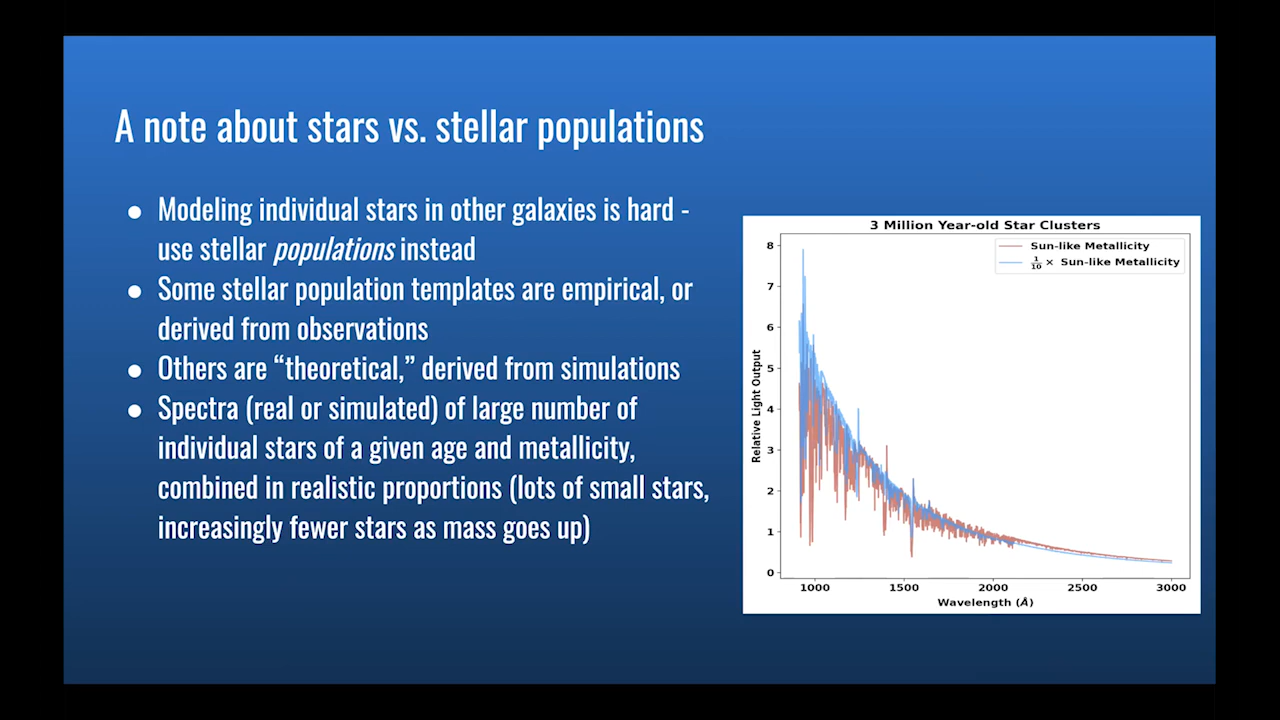 A note about stars vs. stellar populations
● Modeling individual stars in other galaxies is hard -
use stellar populations instead
● Some stellar population templates are empirical, or
derived from observations
● Others are “theoretical,” derived from simulations
● Spectra (real or simulated) of large number of
individual stars of a given age and metallicity,
combined in realistic proportions (lots of small stars,
increasingly fewer stars as mass goes up)
3 Million Year-old Star Clusters
Sun-like Metallicity
1/10 × Sun-like Metallicity
Relative Light Output
8
7
6
5
4
3
2
1
0
1000 1500 2000 2500 3000
Wavelength (Å)